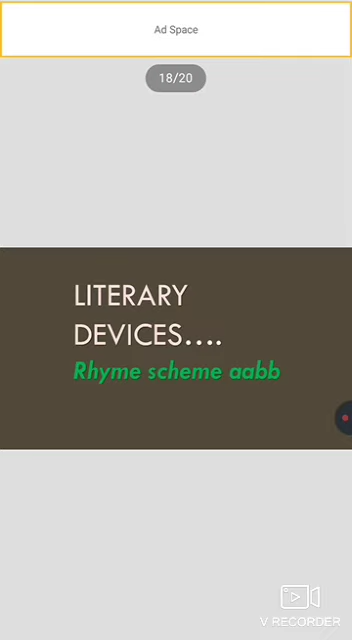 Ad Space
18/20
LITERARY
DEVICES....
Rhyme scheme aabb
V RECORDER